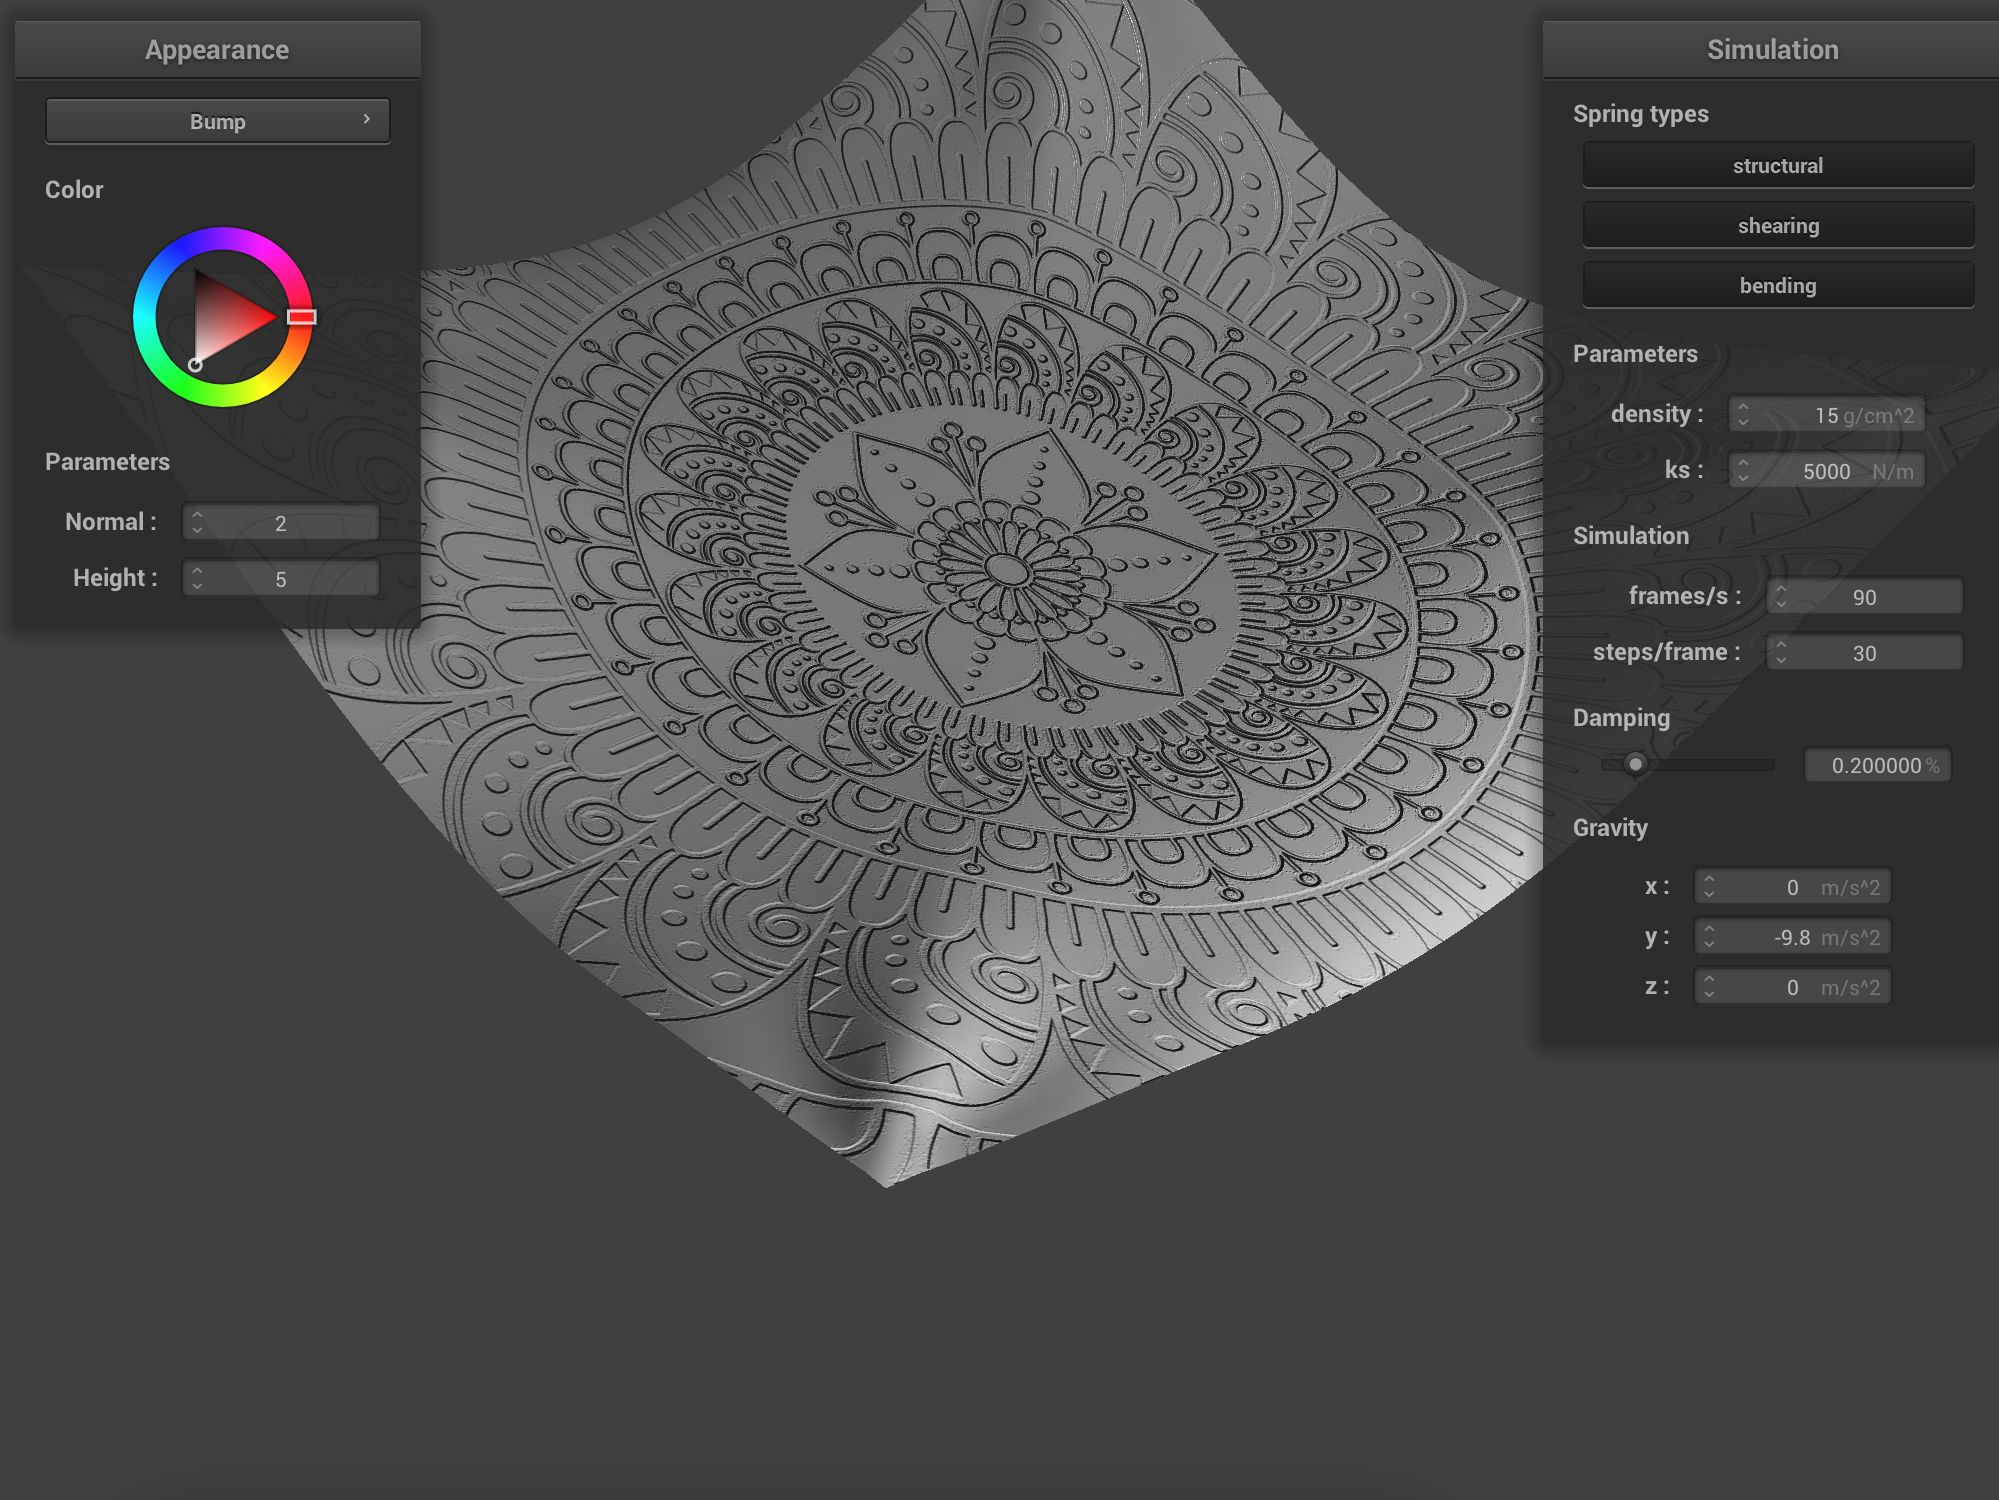 Appearance
Bump
Color
Parameters
Normal : 2
Height : 5
Simulation
Spring types
structural
shearing
bending
Parameters
density : 15 g/cm^2
ks : 5000 N/m
Simulation
frames/s : 90
steps/frame : 30
Damping
0.200000 %
Gravity
x : 0 m/s^2
y : -9.8 m/s^2
z : 0 m/s^2